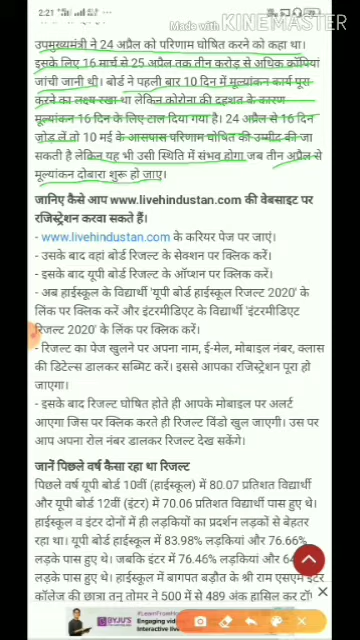 2:21
Made with KINEMASTER
उपमुख्यमंत्री ने 24 अप्रैल को परिणाम घोषित करने को कहा था।
इसके लिए 16 मार्च से 25 अप्रैल तक तीन करोड़ से अधिक कॉपियां
जांची जानी थी। बोर्ड ने पहली बार 10 दिन में मूल्यांकन कार्य पूरा
करने का लक्ष्य रखा था लेकिन कोरोना की दहशत के कारण
मूल्यांकन 16 दिन के लिए टाल दिया गया है। 24 अप्रैल से 16 दिन
जोड़ लें तो 10 मई के आसपास परिणाम घोषित की उम्मीद की जा
सकती है लेकिन यह भी उसी स्थिति में संभव होगा जब तीन अप्रैल से
मूल्यांकन दोबारा शुरू हो जाए।
जानिए कैसे आप www.livehindustan.com की वेबसाइट पर
रजिस्ट्रेशन करवा सकते हैं।
- www.livehindustan.com के करियर पेज पर जाएं।
- उसके बाद वहां बोर्ड रिजल्ट के सेक्शन पर क्लिक करें।
- इसके बाद यूपी बोर्ड रिजल्ट के ऑप्शन पर क्लिक करें।
- अब हाईस्कूल के विद्यार्थी 'यूपी बोर्ड हाईस्कूल रिजल्ट 2020' के
लिंक पर क्लिक करें और इंटरमीडिएट के विद्यार्थी 'इंटरमीडिएट
रिजल्ट 2020' के लिंक पर क्लिक करें।
- रिजल्ट का पेज खुलने पर अपना नाम, ई-मेल, मोबाइल नंबर, क्लास
की डिटेल्स डालकर सब्मिट करें। इससे आपका रजिस्ट्रेशन पूरा हो
जाएगा।
- इसके बाद रिजल्ट घोषित होते ही आपके मोबाइल पर अलर्ट
आएगा जिस पर क्लिक करते ही रिजल्ट विंडो खुल जाएगी। उस पर
आप अपना रोल नंबर डालकर रिजल्ट देख सकेंगे।
जानें पिछले वर्ष कैसा रहा था रिजल्ट
पिछले वर्ष यूपी बोर्ड 10वीं (हाईस्कूल) में 80.07 प्रतिशत विद्यार्थी
और यूपी बोर्ड 12वीं (इंटर) में 70.06 प्रतिशत विद्यार्थी पास हुए थे।
हाईस्कूल व इंटर दोनों में ही लड़कियों का प्रदर्शन लड़कों से बेहतर
रहा था। यूपी बोर्ड हाईस्कूल में 83.98% लड़कियां और 76.66%
लड़के पास हुए थे। जबकि इंटर में 76.46% लड़कियां और 64
लड़के पास हुए थे। हाईस्कूल में बागपत बड़ौत के श्री राम एसएम इंटर
कॉलेज की छात्रा तनु तोमर ने 500 में से 489 अंक हासिल कर टॉप
BYJU'S
#LearnFrom
Engaging vid
Interactive